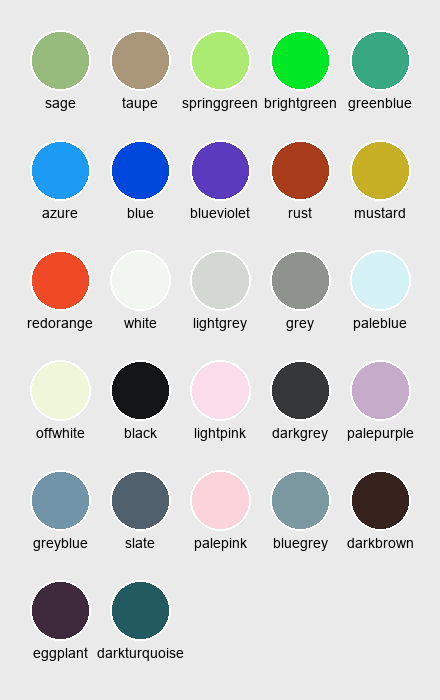 sage taupe springgreen brightgreen greenblue
azure blue blueviolet rust mustard
redorange white lightgrey grey paleblue
offwhite black lightpink darkgrey palepurple
greyblue slate palepink bluegrey darkbrown
eggplant darkturquoise